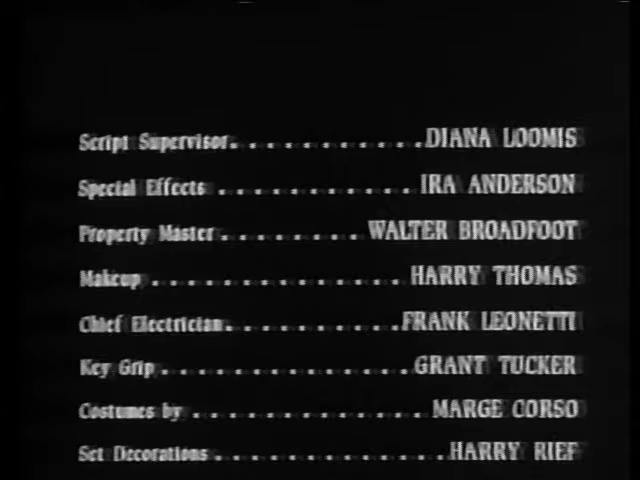 Script Supervisor. . . . . . . . . . . .DIANA LOOMIS
Special Effects . . . . . . . . . . . . IRA ANDERSON
Property Master . . . . . . . . WALTER BROADFOOT
Makeup . . . . . . . . . . . . . . . . HARRY THOMAS
Chief Electrician. . . . . . . . . . .FRANK LEONETTI
Key Grip . . . . . . . . . . . . . . . GRANT TUCKER
Costumes by . . . . . . . . . . . . . . MARGE CORSO
Set Decorations . . . . . . . . . . . . . HARRY RIEF